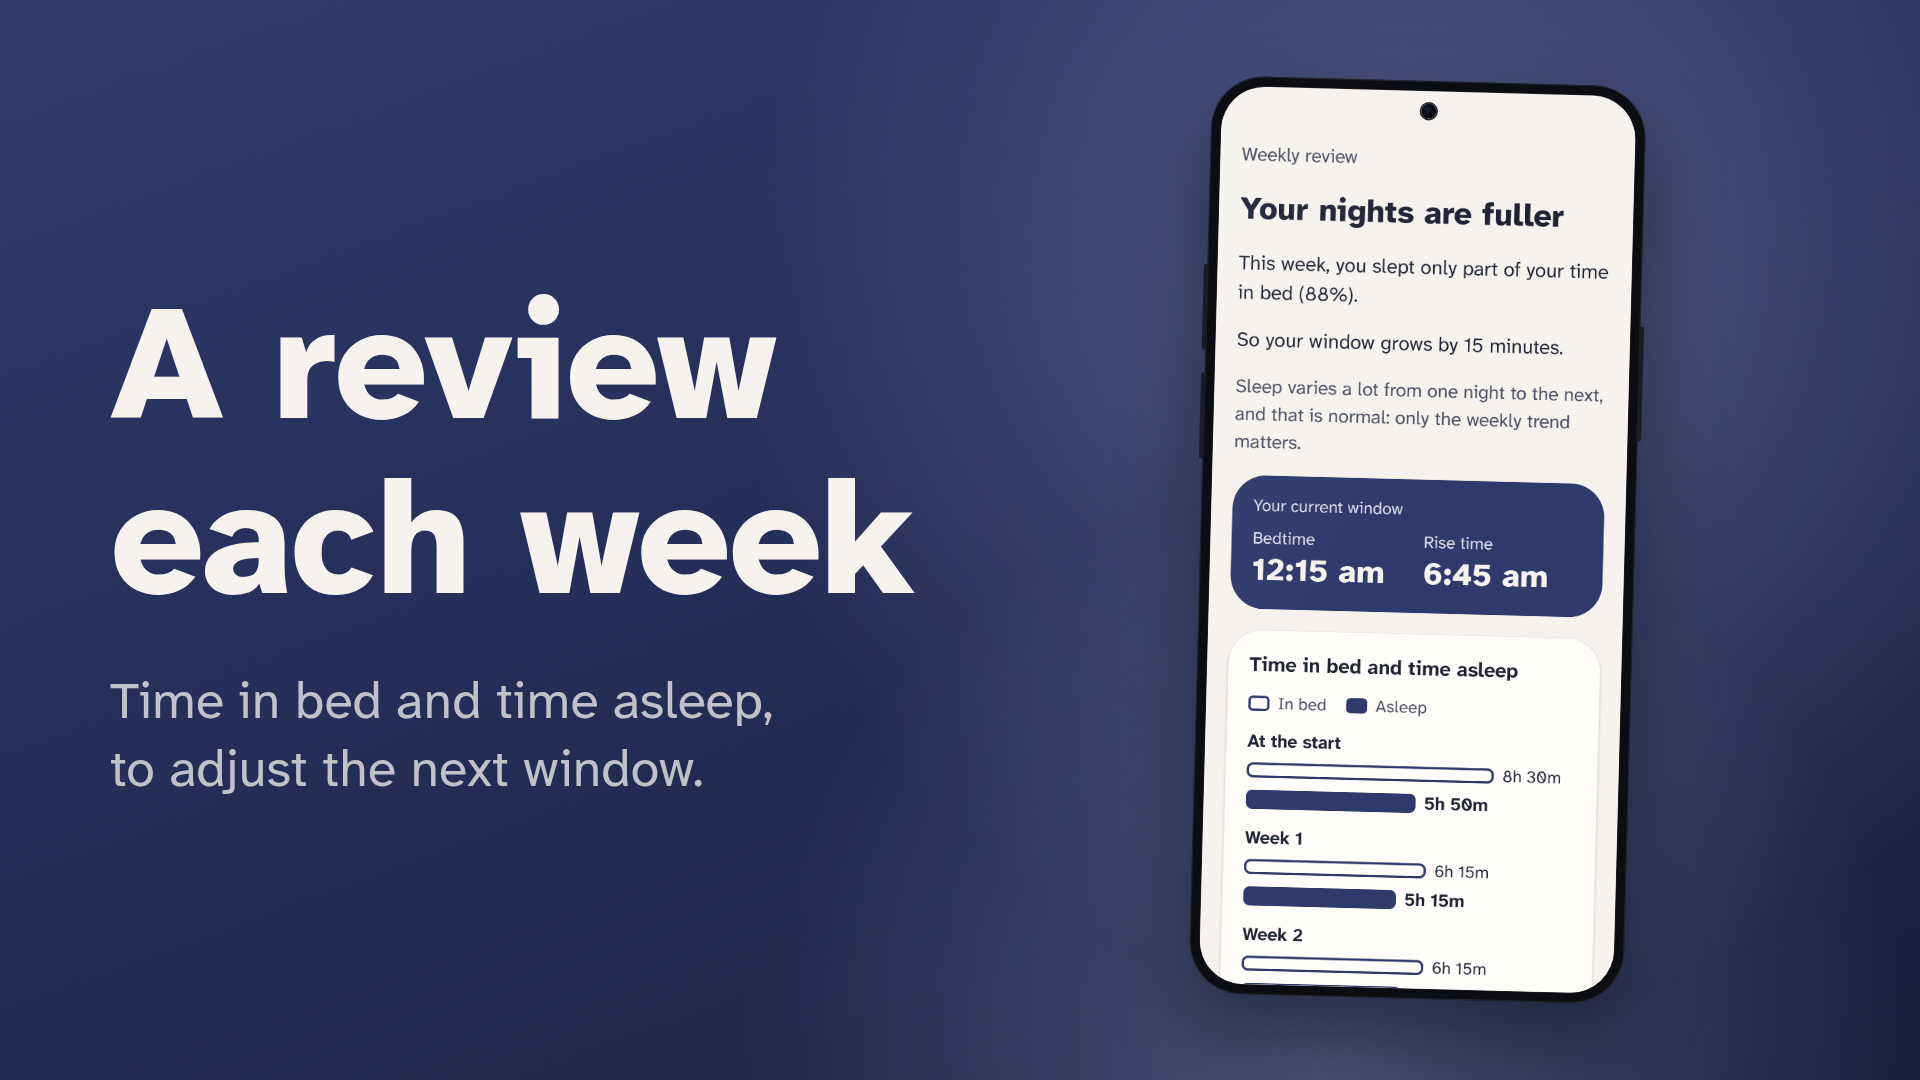 A review
each week
Time in bed and time asleep,
to adjust the next window.
Weekly review
Your nights are fuller
This week, you slept only part of your time
in bed (88%).
So your window grows by 15 minutes.
Sleep varies a lot from one night to the next,
and that is normal: only the weekly trend
matters.
Your current window
Bedtime
12:15 am
Rise time
6:45 am
Time in bed and time asleep
In bed
Asleep
At the start
8h 30m
5h 50m
Week 1
6h 15m
5h 15m
Week 2
6h 15m